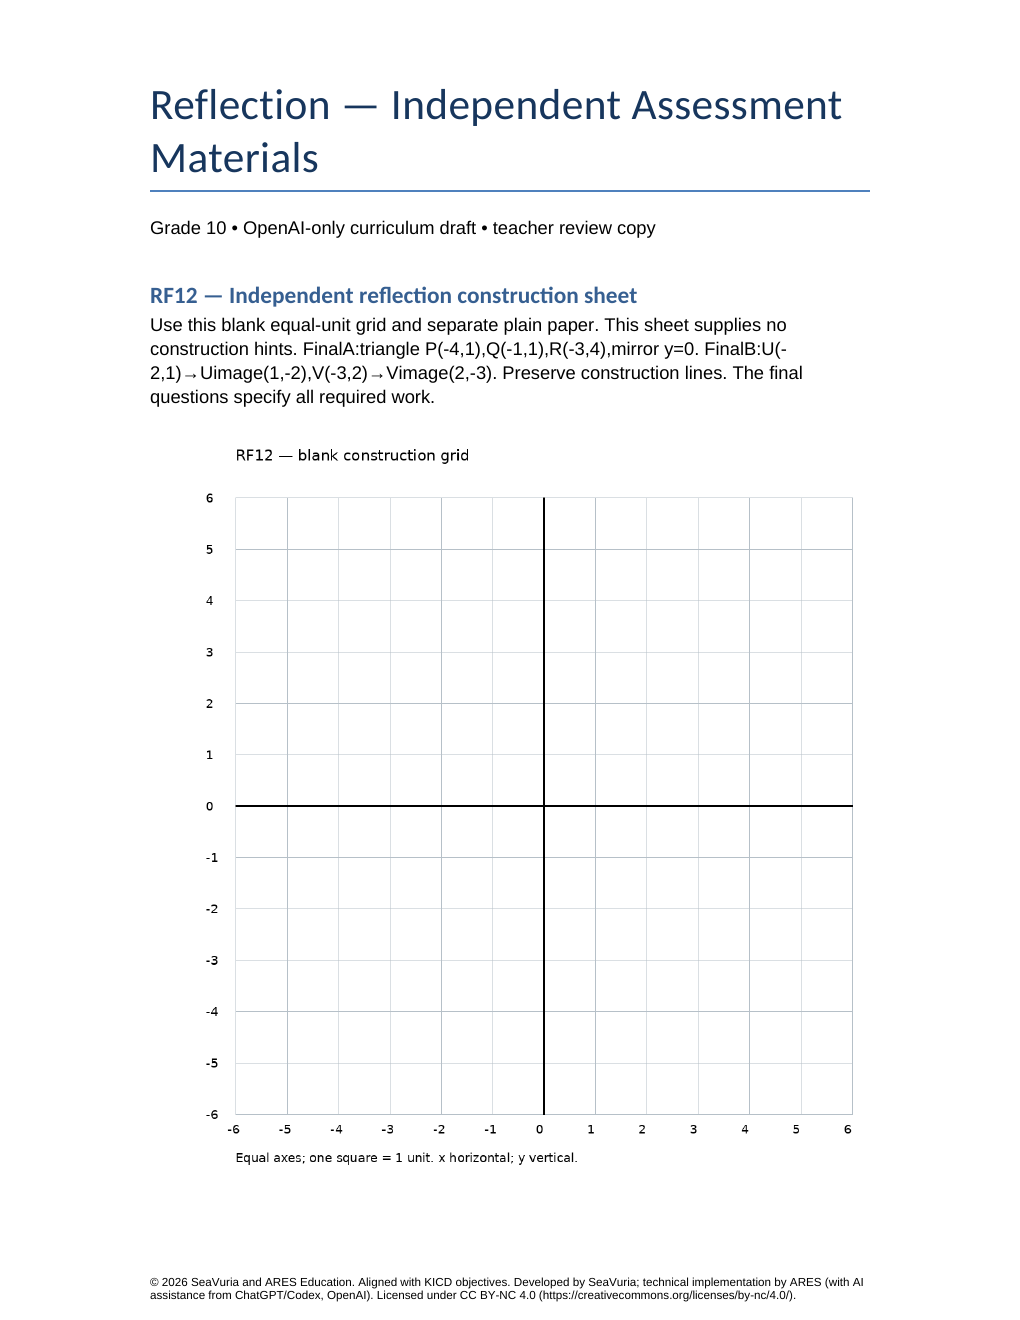 Reflection — Independent Assessment
Materials
Grade 10 • OpenAI-only curriculum draft • teacher review copy
RF12 — Independent reflection construction sheet
Use this blank equal-unit grid and separate plain paper. This sheet supplies no
construction hints. FinalA:triangle P(-4,1),Q(-1,1),R(-3,4),mirror y=0. FinalB:U(-
2,1)→Uimage(1,-2),V(-3,2)→Vimage(2,-3). Preserve construction lines. The final
questions specify all required work.
RF12 — blank construction grid
6
5
4
3
2
1
0
-1
-2
-3
-4
-5
-6
-6 -5 -4 -3 -2 -1 0 1 2 3 4 5 6
Equal axes; one square = 1 unit. x horizontal; y vertical.
© 2026 SeaVuria and ARES Education. Aligned with KICD objectives. Developed by SeaVuria; technical implementation by ARES (with AI
assistance from ChatGPT/Codex, OpenAI). Licensed under CC BY-NC 4.0 (https://creativecommons.org/licenses/by-nc/4.0/).